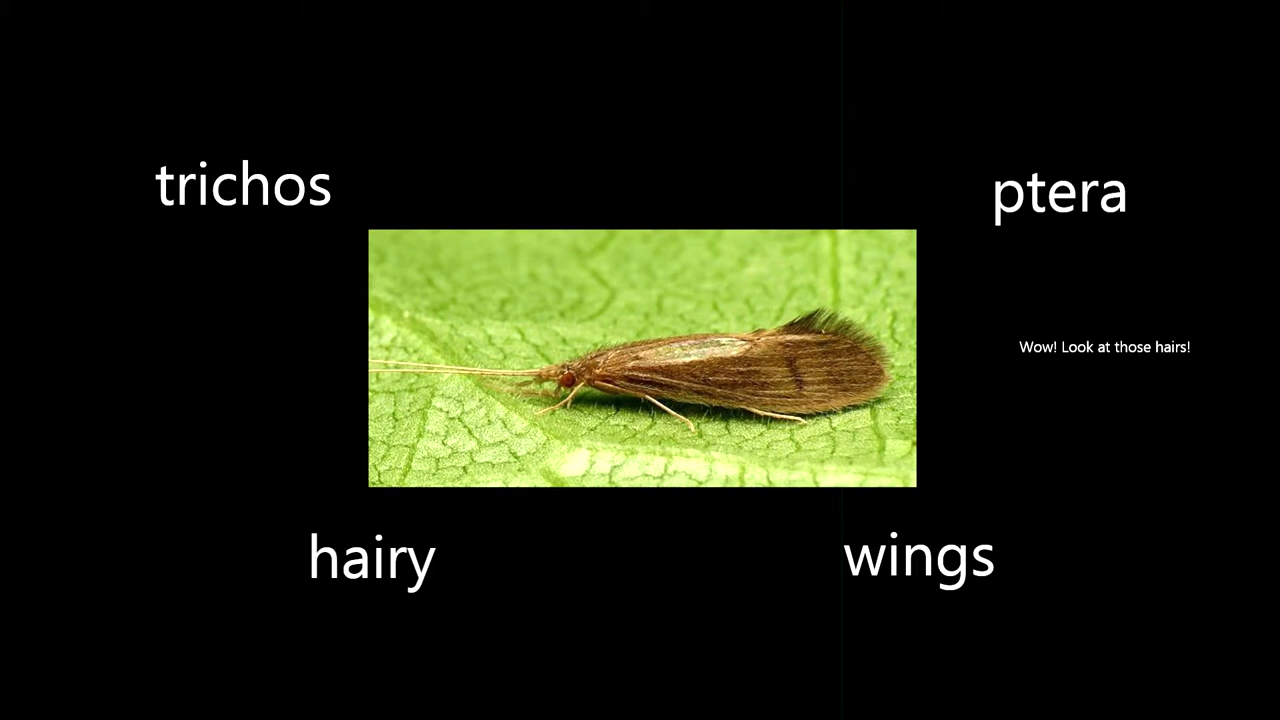 trichos
ptera
Wow! Look at those hairs!
hairy
wings